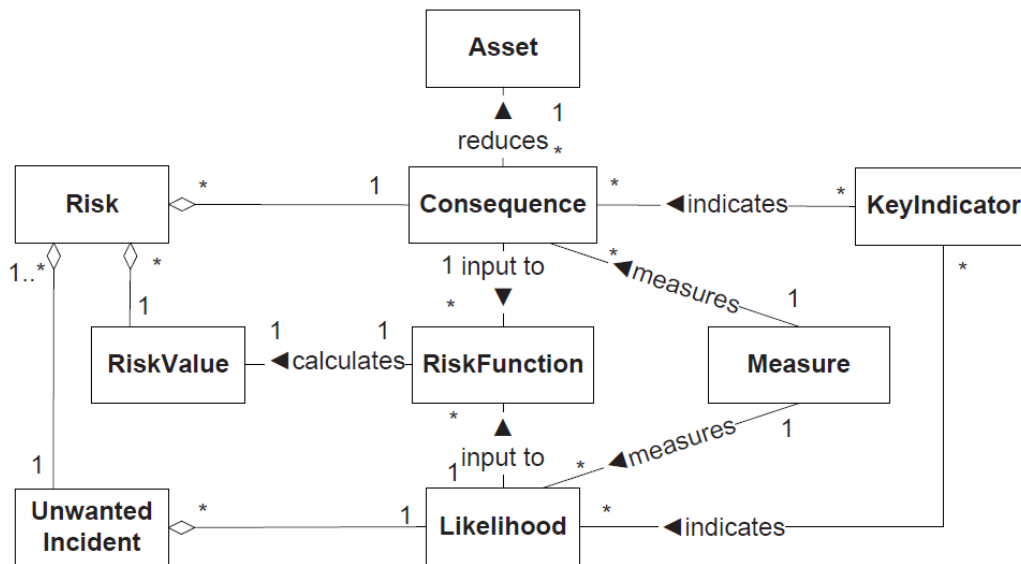 Asset
1
reduces
*
Risk
*
1
Consequence
*
◀indicates
*
KeyIndicator
1..*
*
1
input to
*
◀measures
*
1
*
1
1
1
RiskValue
◀calculates
RiskFunction
Measure
*
input to
◀measures
1
1
1
*
Unwanted
Incident
*
1
Likelihood
*
◀indicates